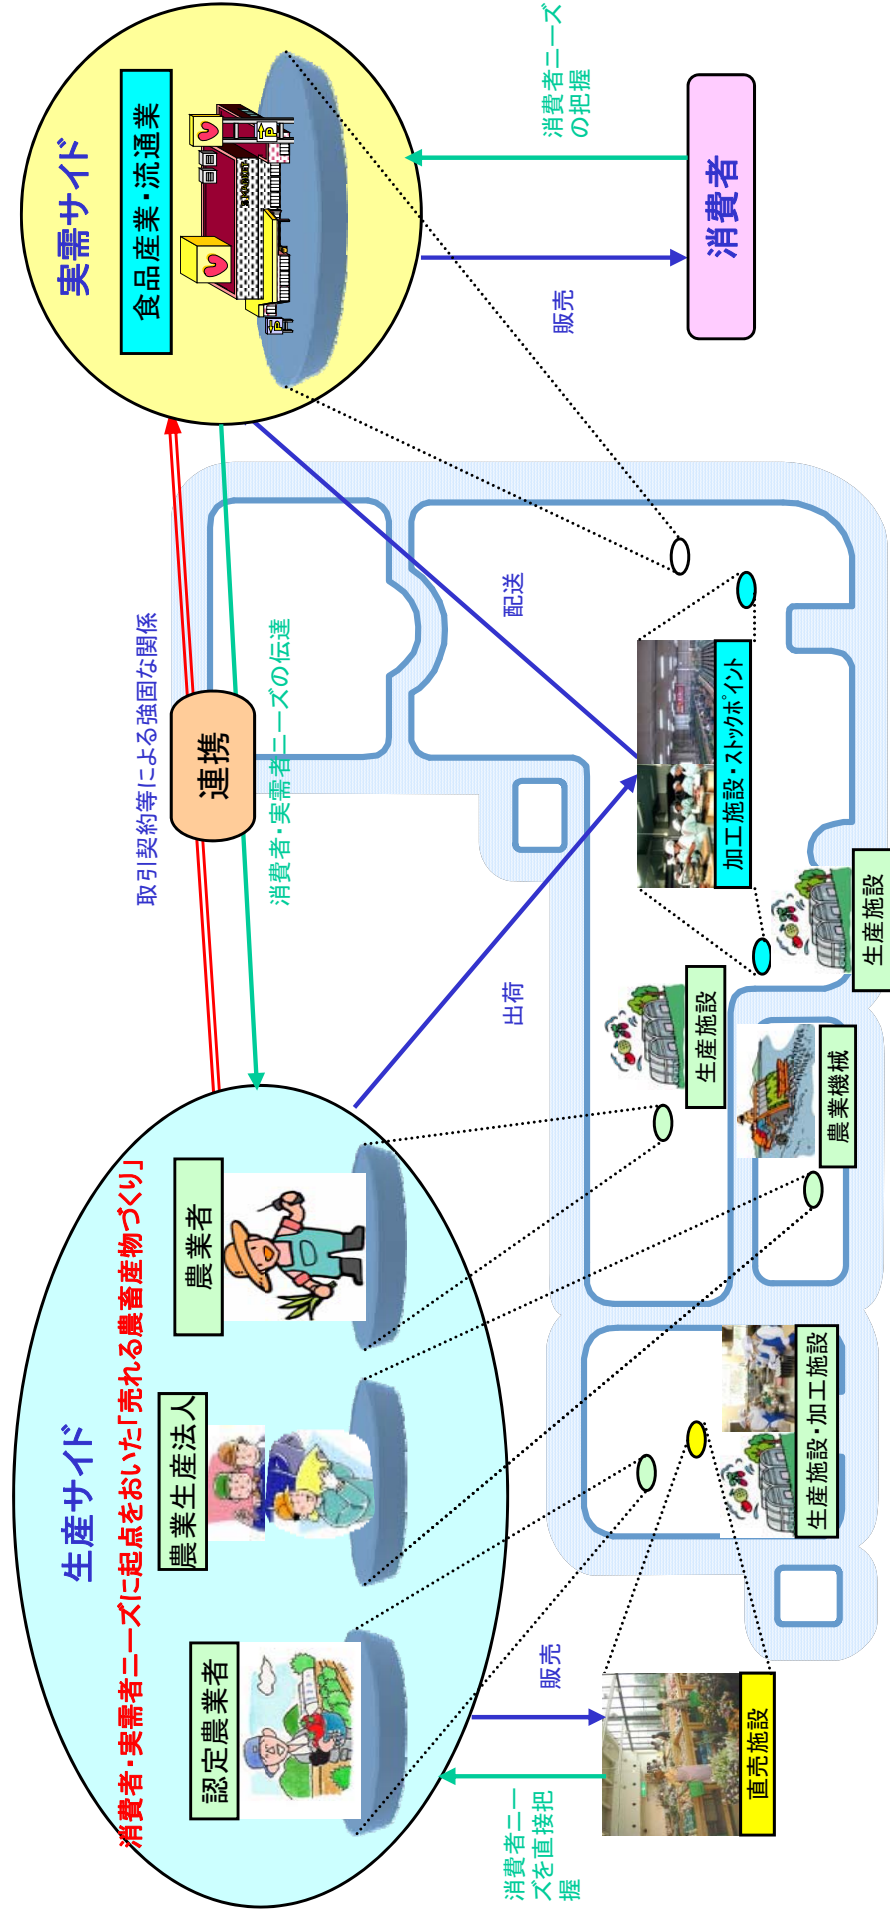 生産サイド
消費者・実需者ニーズに起点をおいた「売れる農畜産物づくり」
認定農業者
農業生産法人
農業者
取引契約等による強固な関係
連携
消費者・実需者ニーズの伝達
実需サイド
食品産業・流通業
消費者ニーズ
の把握
販売
消費者
出荷
配送
加工施設・ストックポイント
生産施設
生産施設
農業機械
生産施設・加工施設
販売
消費者ニー
ズを直接把
握
直売施設